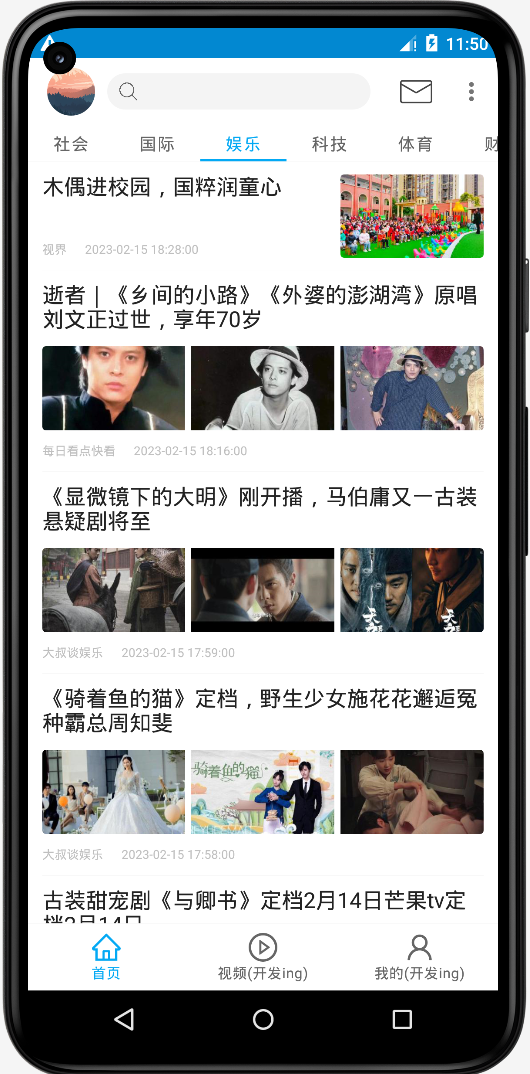 11:50
社会 国际 娱乐 科技 体育 财
木偶进校园，国粹润童心
视界 2023-02-15 18:28:00
逝者｜《乡间的小路》《外婆的澎湖湾》原唱
刘文正过世，享年70岁
每日看点快看 2023-02-15 18:16:00
《显微镜下的大明》刚开播，马伯庸又一古装
悬疑剧将至
大叔谈娱乐 2023-02-15 17:59:00
《骑着鱼的猫》定档，野生少女施花花邂逅冤
种霸总周知斐
骑着鱼的猫
大叔谈娱乐 2023-02-15 17:58:00
古装甜宠剧《与卿书》定档2月14日芒果tv定
档2月14日
首页 视频(开发ing) 我的(开发ing)